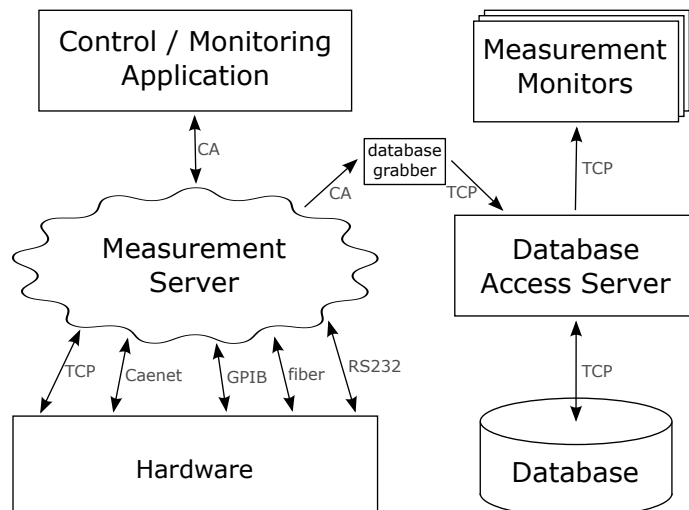 Control / Monitoring
Application
Measurement
Monitors
CA
database
grabber
CA
TCP
TCP
Measurement
Server
Database
Access Server
TCP
Caenet
GPIB
fiber
RS232
TCP
Hardware
Database